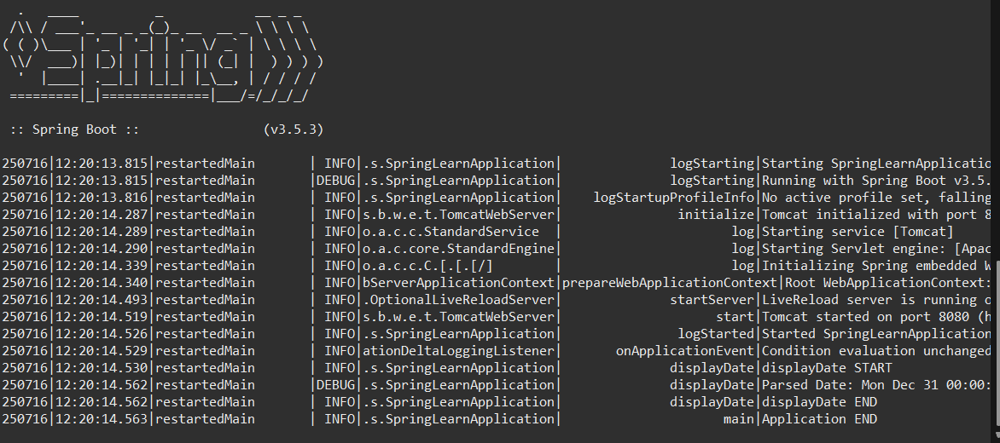 .   ____          _            __ _ _
 /\\ / ___'_ __ _ _(_)_ __  __ _ \ \ \ \
( ( )\___ | '_ | '_| | '_ \/ _` | \ \ \ \
 \\/  ___)| |_)| | | | | || (_| |  ) ) ) )
  '  |____| .__|_| |_|_| |_\__, | / / / /
 =========|_|==============|___/=/_/_/_/

 :: Spring Boot ::                (v3.5.3)

250716|12:20:13.815|restartedMain       | INFO|.s.SpringLearnApplication|              logStarting|Starting SpringLearnApplicatio
250716|12:20:13.815|restartedMain       |DEBUG|.s.SpringLearnApplication|              logStarting|Running with Spring Boot v3.5.
250716|12:20:13.816|restartedMain       | INFO|.s.SpringLearnApplication|    logStartupProfileInfo|No active profile set, falling
250716|12:20:14.287|restartedMain       | INFO|s.b.w.e.t.TomcatWebServer|               initialize|Tomcat initialized with port 8
250716|12:20:14.289|restartedMain       | INFO|o.a.c.c.StandardService  |                      log|Starting service [Tomcat]
250716|12:20:14.290|restartedMain       | INFO|o.a.c.core.StandardEngine|                      log|Starting Servlet engine: [Apac
250716|12:20:14.339|restartedMain       | INFO|o.a.c.c.C.[.[.[/]        |                      log|Initializing Spring embedded W
250716|12:20:14.340|restartedMain       | INFO|bServerApplicationContext|prepareWebApplicationContext|Root WebApplicationContext:
250716|12:20:14.493|restartedMain       | INFO|.OptionalLiveReloadServer|              startServer|LiveReload server is running o
250716|12:20:14.519|restartedMain       | INFO|s.b.w.e.t.TomcatWebServer|                    start|Tomcat started on port 8080 (h
250716|12:20:14.526|restartedMain       | INFO|.s.SpringLearnApplication|               logStarted|Started SpringLearnApplication
250716|12:20:14.529|restartedMain       | INFO|ationDeltaLoggingListener|       onApplicationEvent|Condition evaluation unchanged
250716|12:20:14.530|restartedMain       | INFO|.s.SpringLearnApplication|              displayDate|displayDate START
250716|12:20:14.562|restartedMain       |DEBUG|.s.SpringLearnApplication|              displayDate|Parsed Date: Mon Dec 31 00:00:
250716|12:20:14.562|restartedMain       | INFO|.s.SpringLearnApplication|              displayDate|displayDate END
250716|12:20:14.563|restartedMain       | INFO|.s.SpringLearnApplication|                     main|Application END